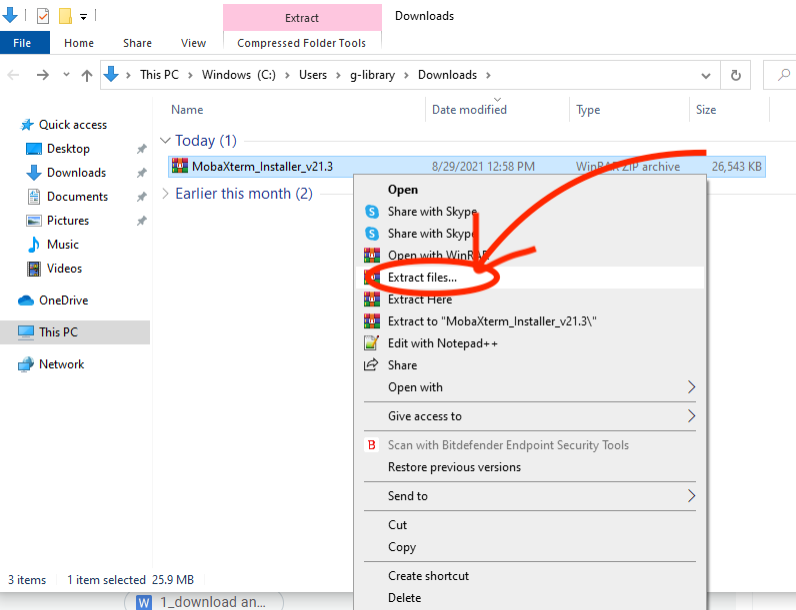 Extract
Downloads
File
Home
Share
View
Compressed Folder Tools
This PC
Windows (C:)
Users
g-library
Downloads
Name
Date modified
Type
Size
Quick access
Desktop
Downloads
Documents
Pictures
Music
Videos
OneDrive
This PC
Network
Today (1)
MobaXterm_Installer_v21.3
8/29/2021 12:58 PM
WinRAR ZIP archive
26,543 KB
Earlier this month (2)
Open
Share with Skype
Share with Skype
Open with WinRAR
Extract files...
Extract Here
Extract to "MobaXterm_Installer_v21.3\"
Edit with Notepad++
Share
Open with
Give access to
B
Scan with Bitdefender Endpoint Security Tools
Restore previous versions
Send to
Cut
Copy
Create shortcut
Delete
3 items
1 item selected
25.9 MB
W
1_download an...